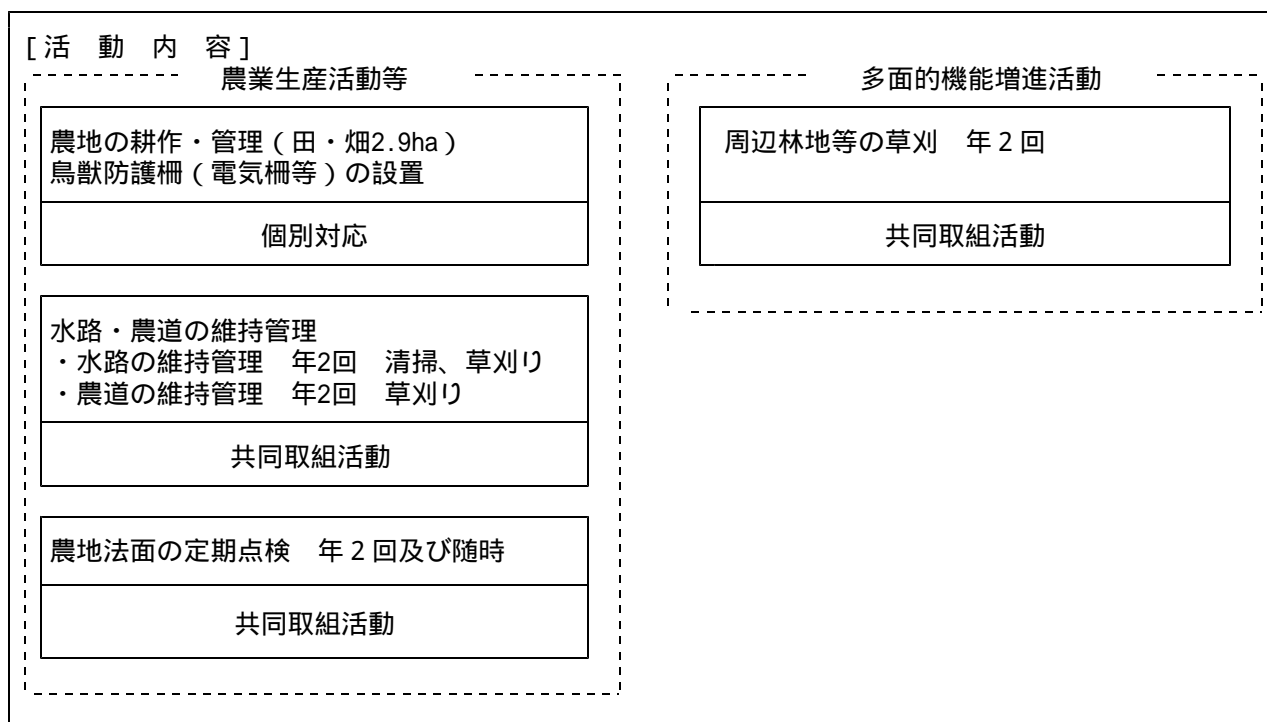 [活　動　内　容]
農業生産活動等
農地の耕作・管理(田・畑2.9ha)
鳥獣防護柵(電気柵等)の設置
個別対応
水路・農道の維持管理
・水路の維持管理　年2回　清掃、草刈り
・農道の維持管理　年2回　草刈り
共同取組活動
農地法面の定期点検　年２回及び随時
共同取組活動
多面的機能増進活動
周辺林地等の草刈　年２回
共同取組活動